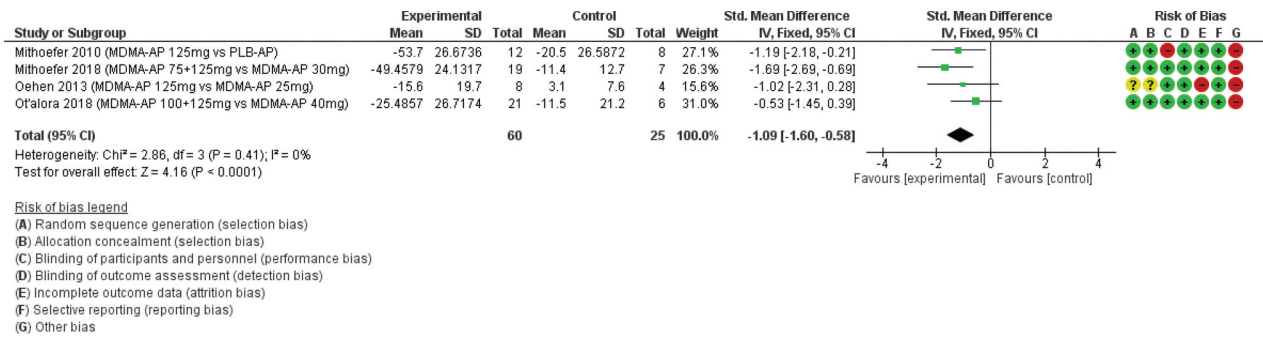 Experimental Control Std. Mean Difference Std. Mean Difference Risk of Bias
Study or Subgroup Mean SD Total Mean SD Total Weight IV, Fixed, 95% CI IV, Fixed, 95% CI A B C D E F G
Mithoefer 2010 (MDMA-AP 125mg vs PLB-AP) -53.7 26.6736 12 -20.5 26.5872 8 27.1% -1.19 [-2.18, -0.21] + + - + + + -
Mithoefer 2018 (MDMA-AP 75+125mg vs MDMA-AP 30mg) -49.4579 24.1317 19 -11.4 12.7 7 26.3% -1.69 [-2.69, -0.69] + + + + + + -
Oehen 2013 (MDMA-AP 125mg vs MDMA-AP 25mg) -15.6 19.7 8 3.1 7.6 4 15.6% -1.02 [-2.31, 0.28] ? ? + + - + -
Ot'alora 2018 (MDMA-AP 100+125mg vs MDMA-AP 40mg) -25.4857 26.7174 21 -11.5 21.2 6 31.0% -0.53 [-1.45, 0.39] + + + + + + -
Total (95% CI) 60 25 100.0% -1.09 [-1.60, -0.58]
Heterogeneity: Chi² = 2.86, df = 3 (P = 0.41); I² = 0%
Test for overall effect: Z = 4.16 (P < 0.0001)
-4 -2 0 2 4
Favours [experimental] Favours [control]
Risk of bias legend
(A) Random sequence generation (selection bias)
(B) Allocation concealment (selection bias)
(C) Blinding of participants and personnel (performance bias)
(D) Blinding of outcome assessment (detection bias)
(E) Incomplete outcome data (attrition bias)
(F) Selective reporting (reporting bias)
(G) Other bias